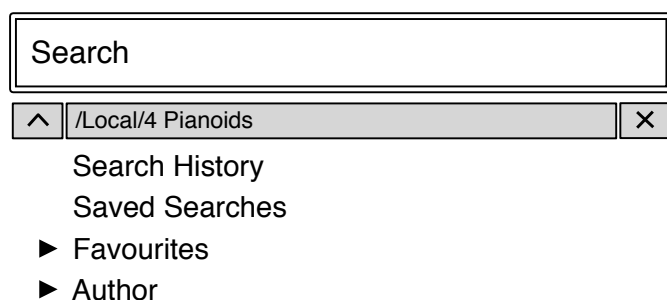 Search
/Local/4 Pianoids
Search History
Saved Searches
Favourites
Author